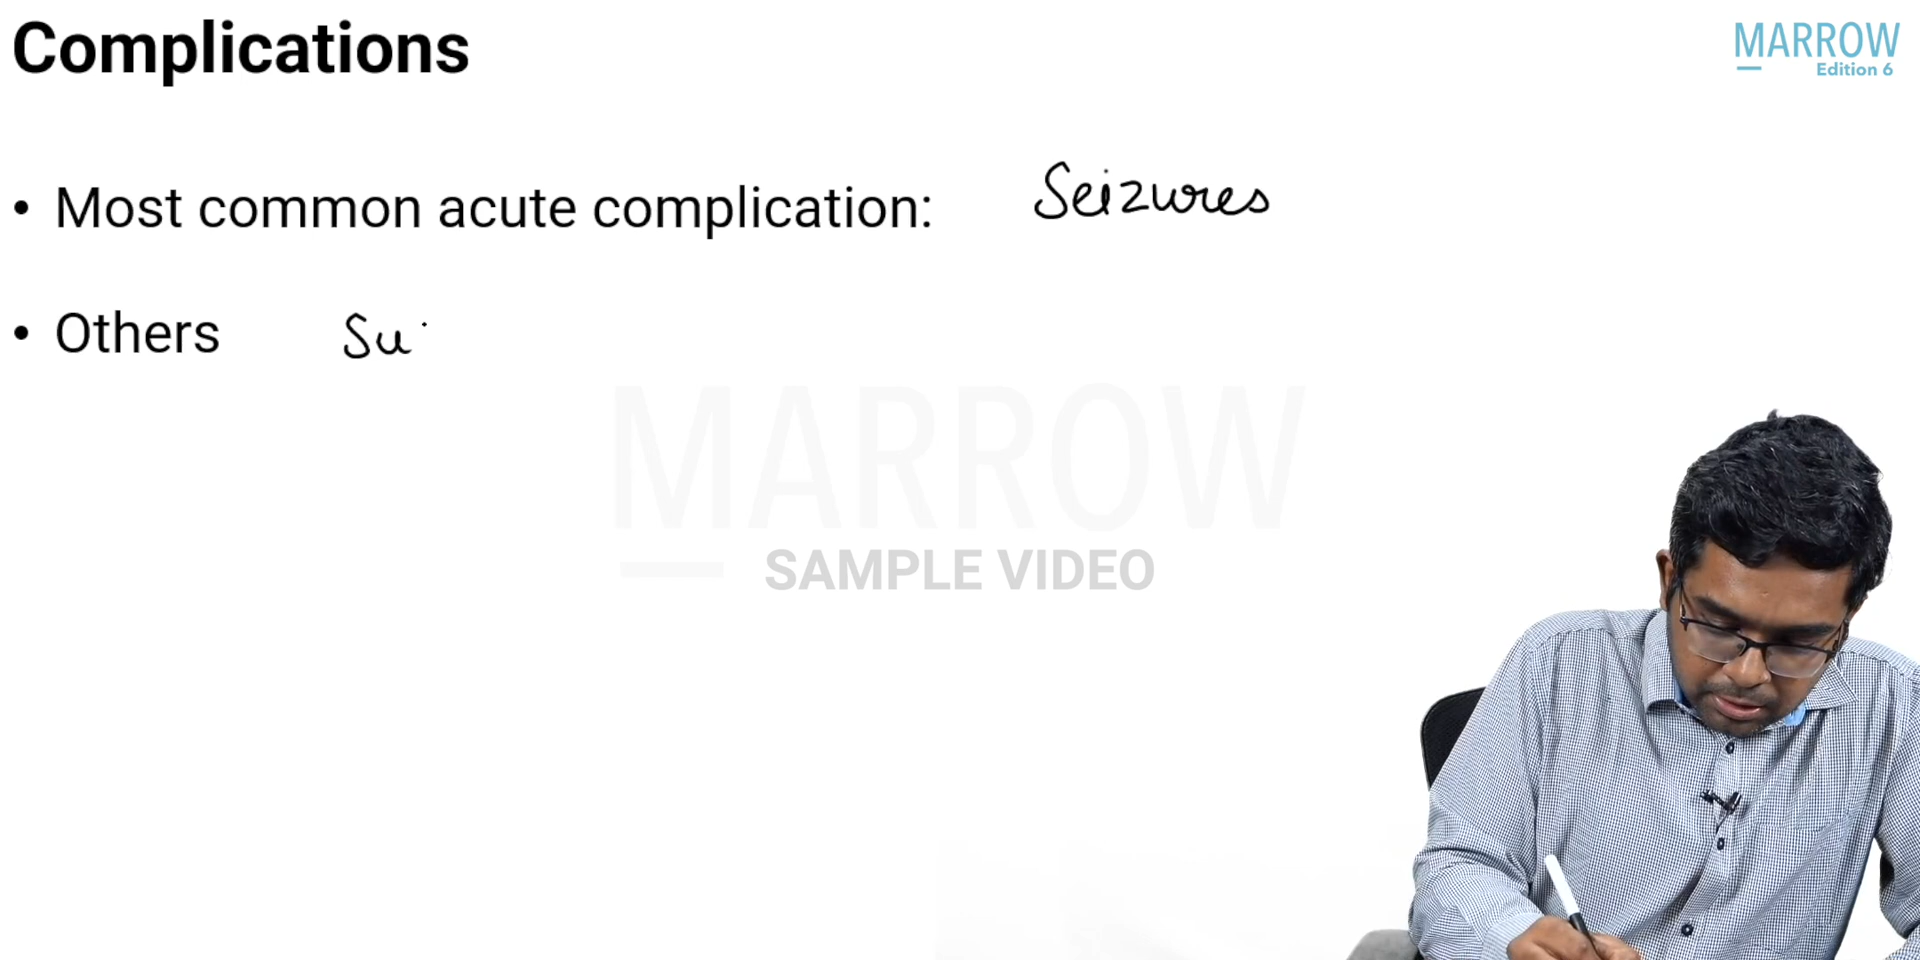 Complications
MARROW
Edition 6
• Most common acute complication: Seizures
• Others Su
MARROW
SAMPLE VIDEO